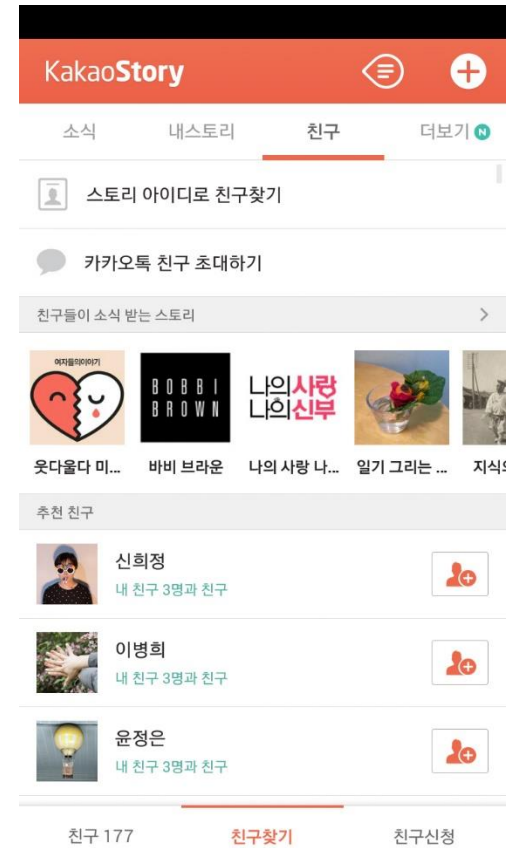 KakaoStory
소식 내스토리 친구 더보기 N
스토리 아이디로 친구찾기
카카오톡 친구 초대하기
친구들이 소식 받는 스토리
여자들의이야기
BOBBI
BROWN
나의사랑
나의신부
웃다울다 미... 바비 브라운 나의 사랑 나... 일기 그리는 ... 지식의
추천 친구
신희정
내 친구 3명과 친구
이병희
내 친구 3명과 친구
윤정은
내 친구 3명과 친구
친구 177 친구찾기 친구신청